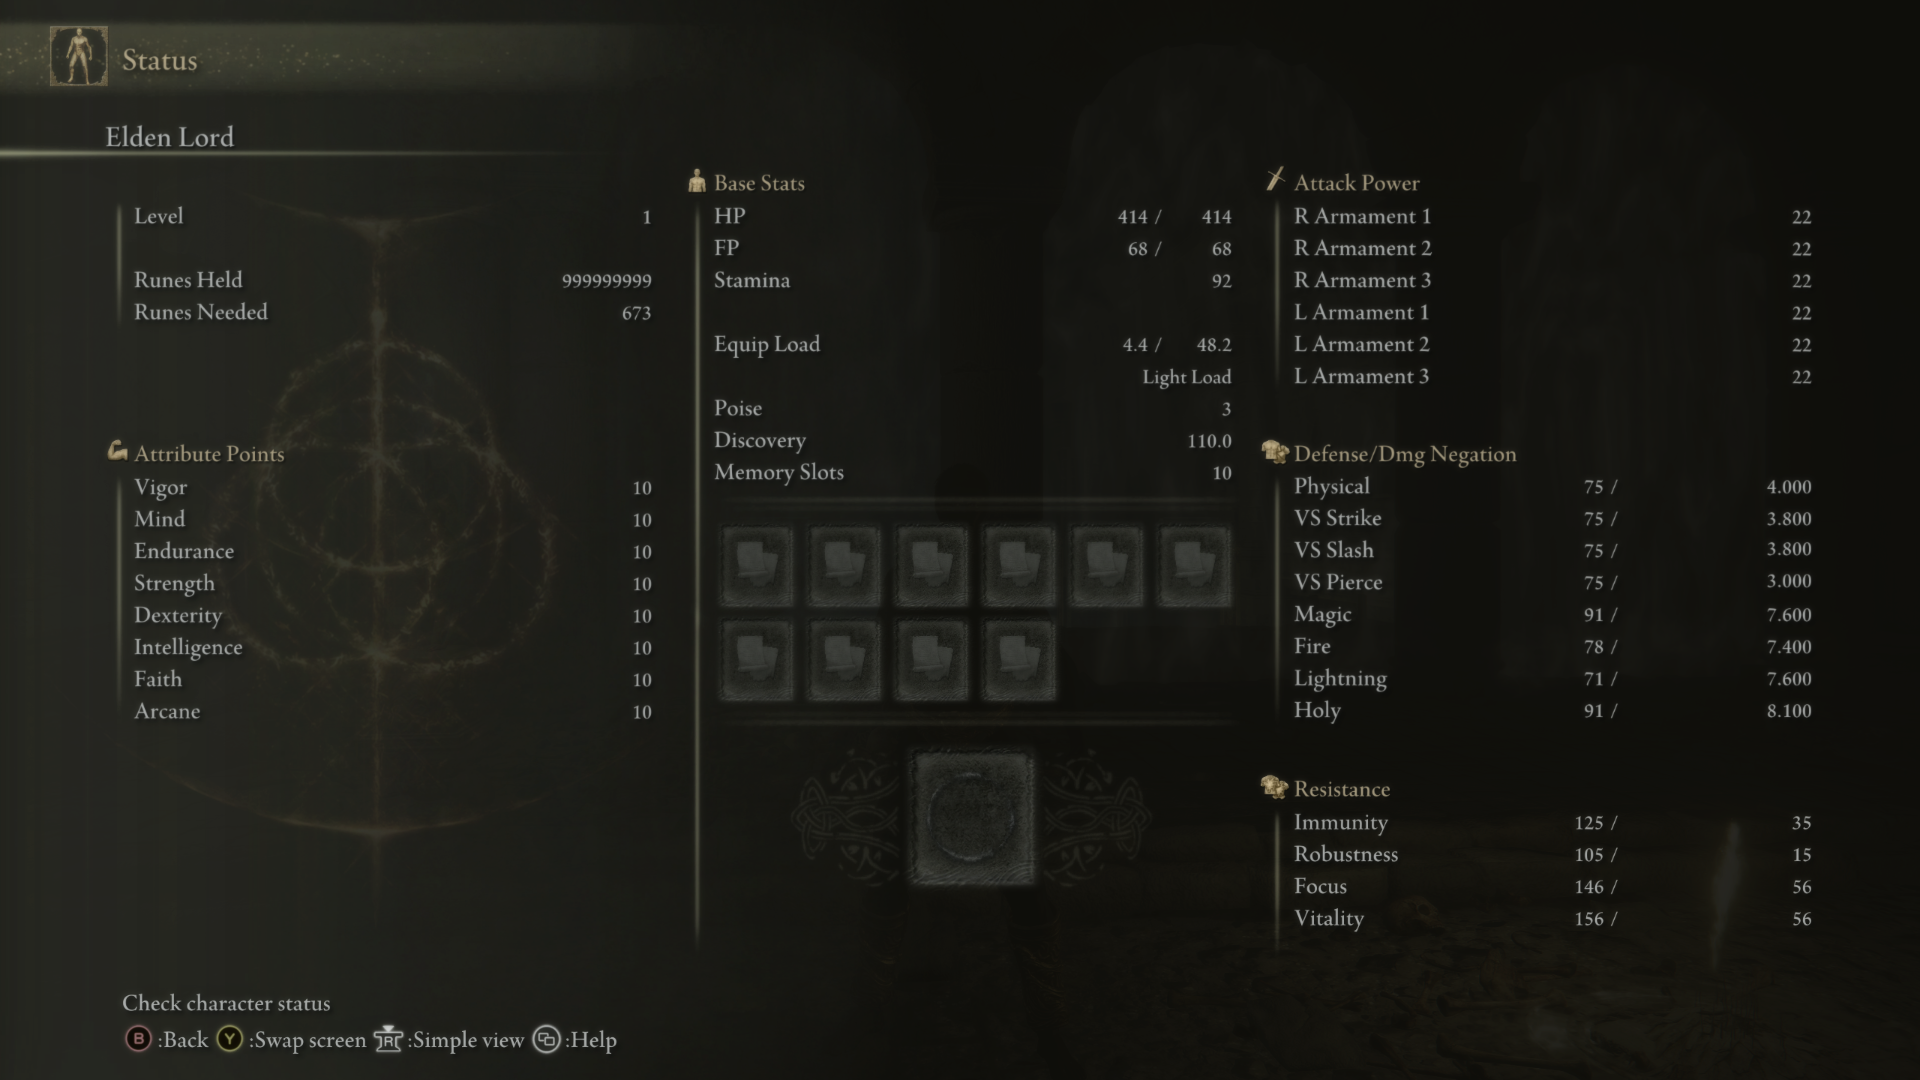 Status
Elden Lord
Level 1
Runes Held 999999999
Runes Needed 673
Attribute Points
Vigor 10
Mind 10
Endurance 10
Strength 10
Dexterity 10
Intelligence 10
Faith 10
Arcane 10
Base Stats
HP 414 / 414
FP 68 / 68
Stamina 92
Equip Load 4.4 / 48.2
Light Load
Poise 3
Discovery 110.0
Memory Slots 10
Attack Power
R Armament 1 22
R Armament 2 22
R Armament 3 22
L Armament 1 22
L Armament 2 22
L Armament 3 22
Defense/Dmg Negation
Physical 75 / 4.000
VS Strike 75 / 3.800
VS Slash 75 / 3.800
VS Pierce 75 / 3.000
Magic 91 / 7.600
Fire 78 / 7.400
Lightning 71 / 7.600
Holy 91 / 8.100
Resistance
Immunity 125 / 35
Robustness 105 / 15
Focus 146 / 56
Vitality 156 / 56
Check character status
B :Back Y :Swap screen R :Simple view :Help